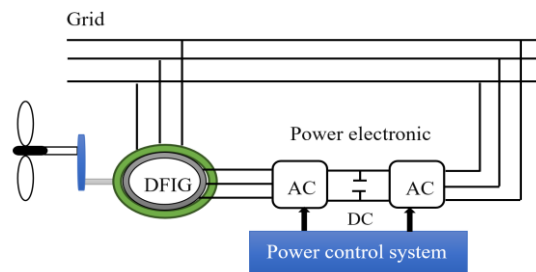 Grid
Power electronic
DFIG
AC
AC
DC
Power control system